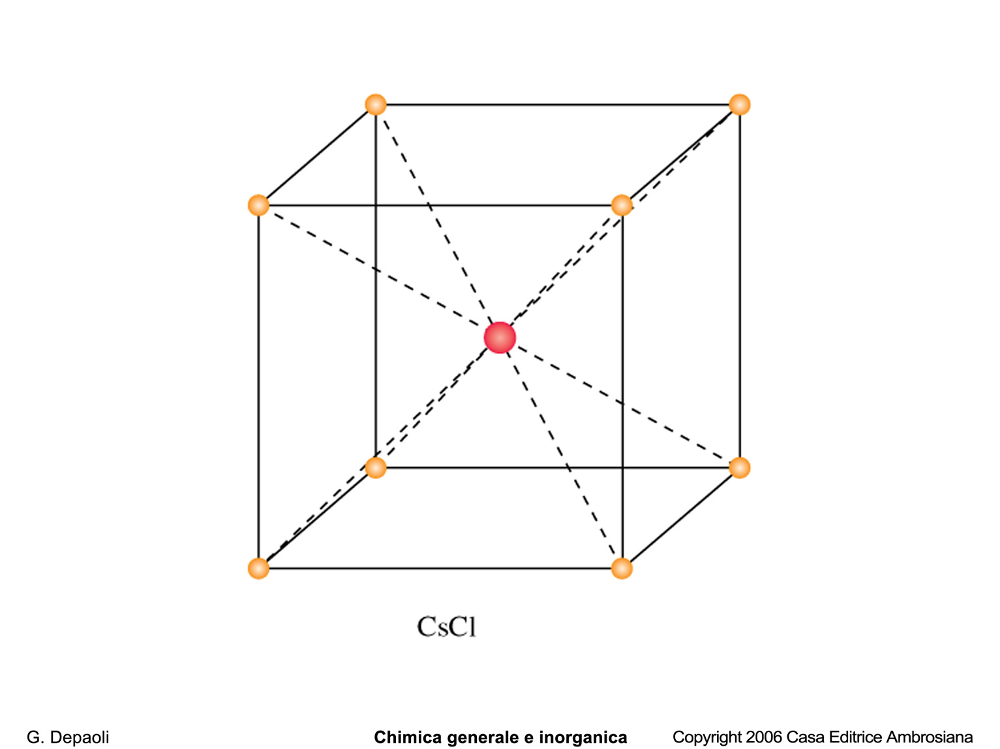 CsCl
G. Depaoli
Chimica generale e inorganica
Copyright 2006 Casa Editrice Ambrosiana